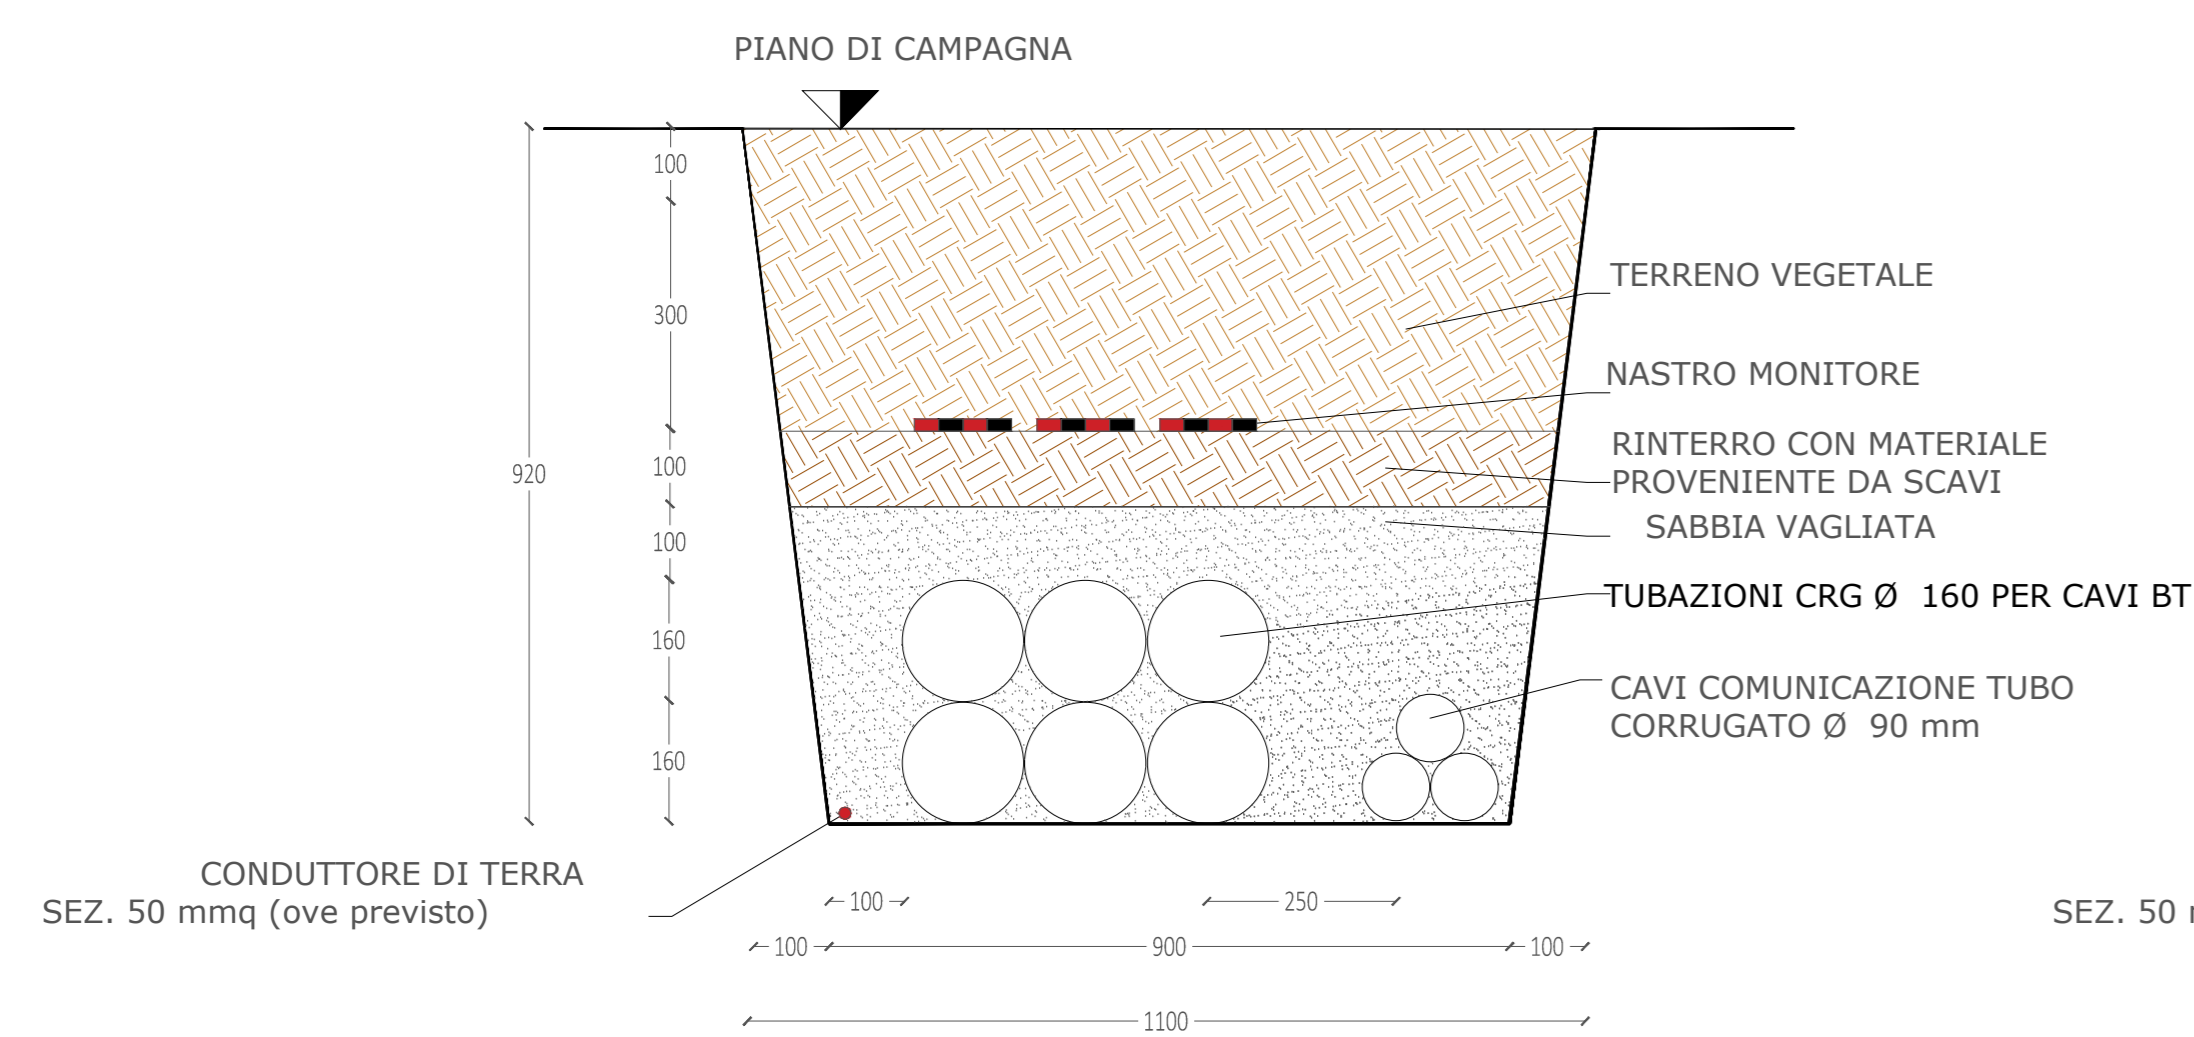 PIANO DI CAMPAGNA
100
300
TERRENO VEGETALE
NASTRO MONITORE
RINTERRO CON MATERIALE
PROVENIENTE DA SCAVI
920
100
SABBIA VAGLIATA
100
TUBAZIONI CRG Ø 160 PER CAVI BT
160
CAVI COMUNICAZIONE TUBO
CORRUGATO Ø 90 mm
160
CONDUTTORE DI TERRA
SEZ. 50 mmq (ove previsto)
SEZ. 50
100
250
100
900
100
1100